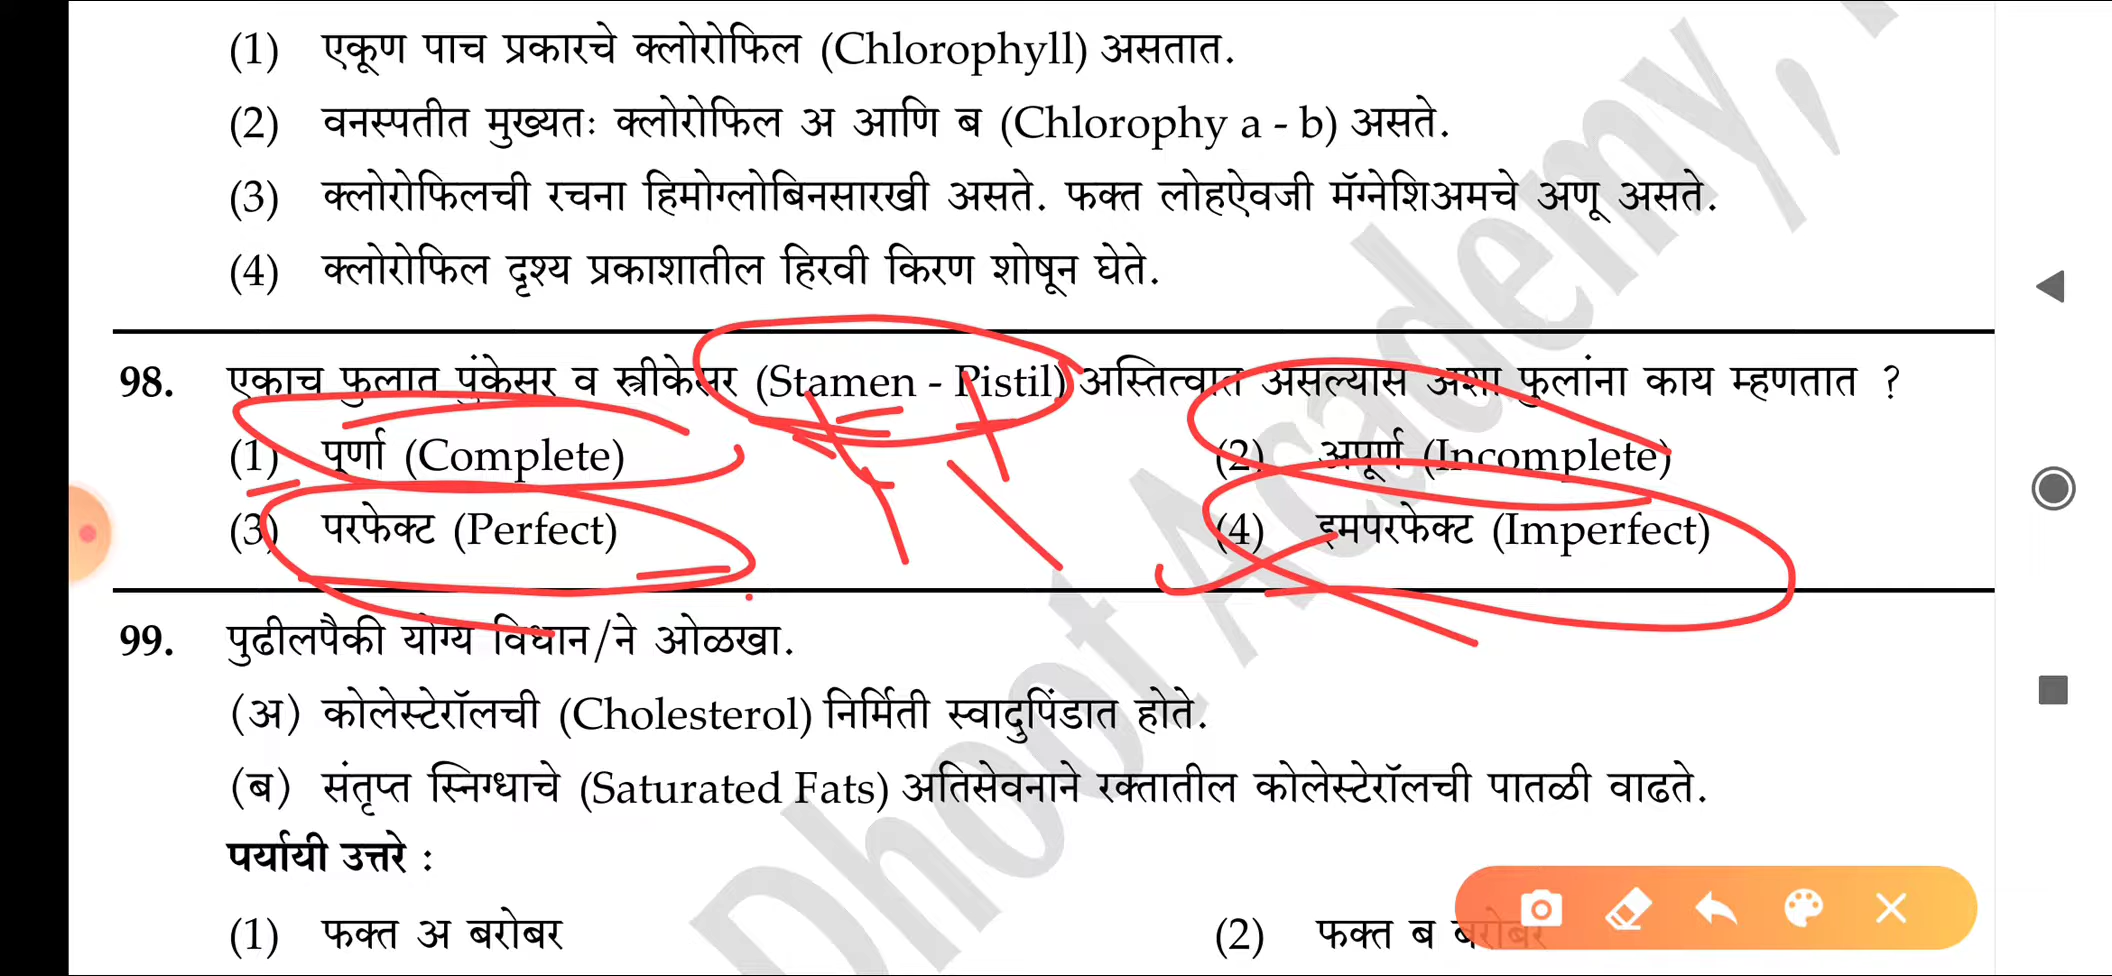 (1) एकूण पाच प्रकारचे क्लोरोफिल (Chlorophyll) असतात.
(2) वनस्पतीत मुख्यतः क्लोरोफिल अ आणि ब (Chlorophy a - b) असते.
(3) क्लोरोफिलची रचना हिमोग्लोबिनसारखी असते. फक्त लोहऐवजी मॅग्नेशिअमचे अणू असते.
(4) क्लोरोफिल दृश्य प्रकाशातील हिरवी किरण शोषून घेते.
98. एकाच फुलात पुंकेसर व स्त्रीकेसर (Stamen - Pistil) अस्तित्वात असल्यास अशा फुलांना काय म्हणतात ?
(1) पूर्णा (Complete) (2) अपूर्ण (Incomplete)
(3) परफेक्ट (Perfect) (4) इमपरफेक्ट (Imperfect)
99. पुढीलपैकी योग्य विधान/ने ओळखा.
(अ) कोलेस्टेरॉलची (Cholesterol) निर्मिती स्वादुपिंडात होते.
(ब) संतृप्त स्निग्धाचे (Saturated Fats) अतिसेवनाने रक्तातील कोलेस्टेरॉलची पातळी वाढते.
पर्यायी उत्तरे :
(1) फक्त अ बरोबर (2) फक्त ब बरोबर
Dhoot Academy,